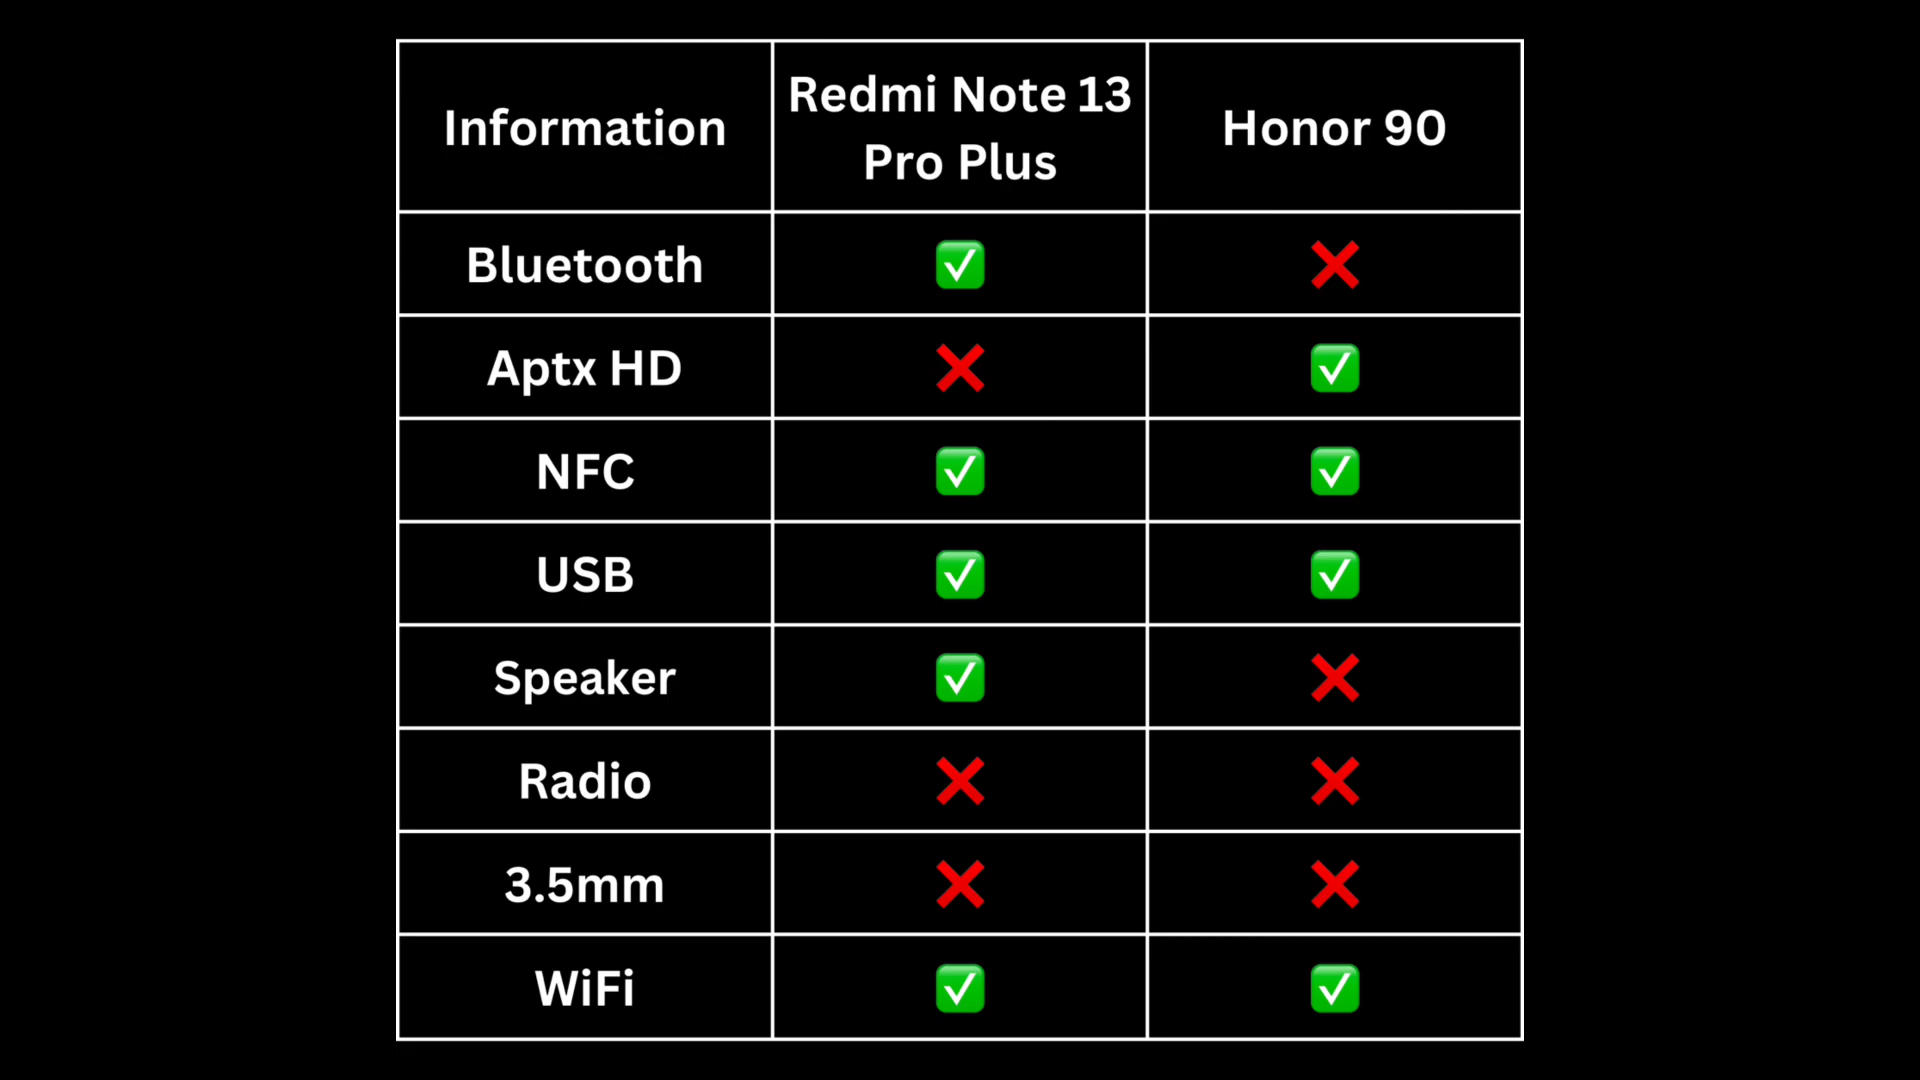 Information
Redmi Note 13
Pro Plus
Honor 90
Bluetooth ✅ ❌
Aptx HD ❌ ✅
NFC ✅ ✅
USB ✅ ✅
Speaker ✅ ❌
Radio ❌ ❌
3.5mm ❌ ❌
WiFi ✅ ✅